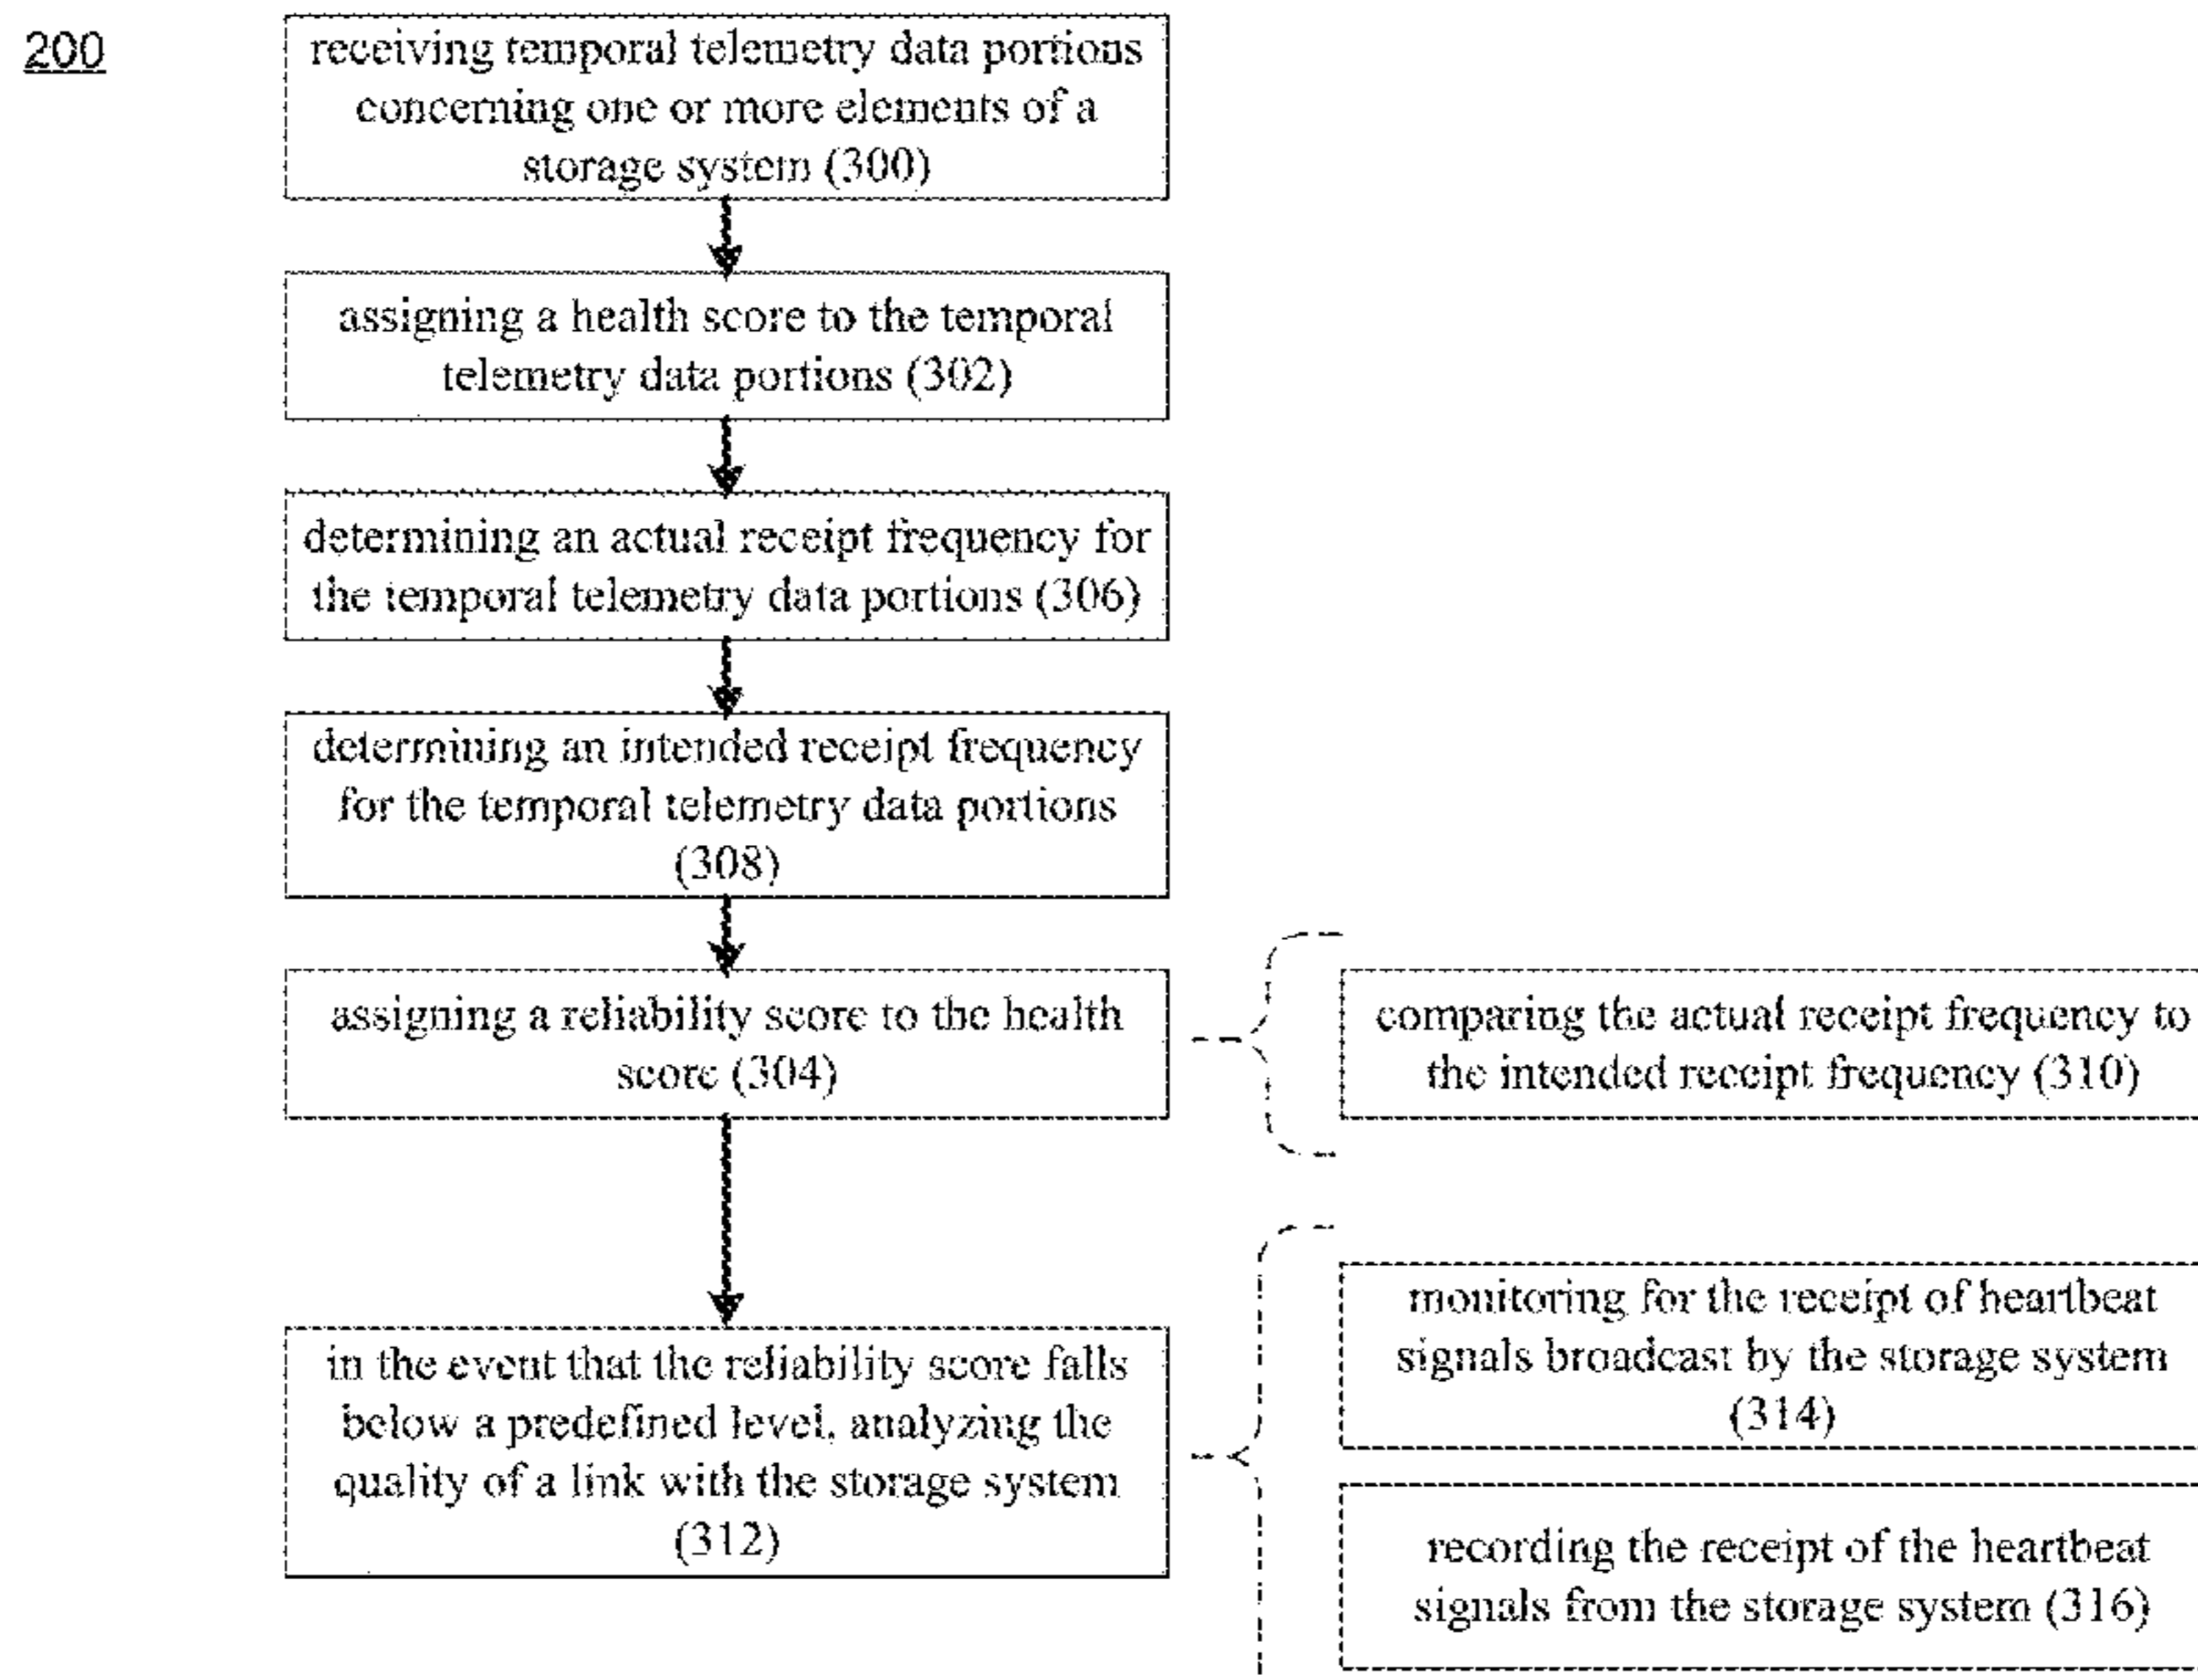 200
receiving temporal telemetry data portions
concerning one or more elements of a
storage system (300)
assigning a health score to the temporal
telemetry data portions (302)
determining an actual receipt frequency for
the temporal telemetry data portions (306)
determining an intended receipt frequency
for the temporal telemetry data portions
(308)
assigning a reliability score to the health
score (304)
comparing the actual receipt frequency to
the intended receipt frequency (310)
in the event that the reliability score falls
below a predefined level, analyzing the
quality of a link with the storage system
(312)
monitoring for the receipt of heartbeat
signals broadcast by the storage system
(314)
recording the receipt of the heartbeat
signals from the storage system (316)